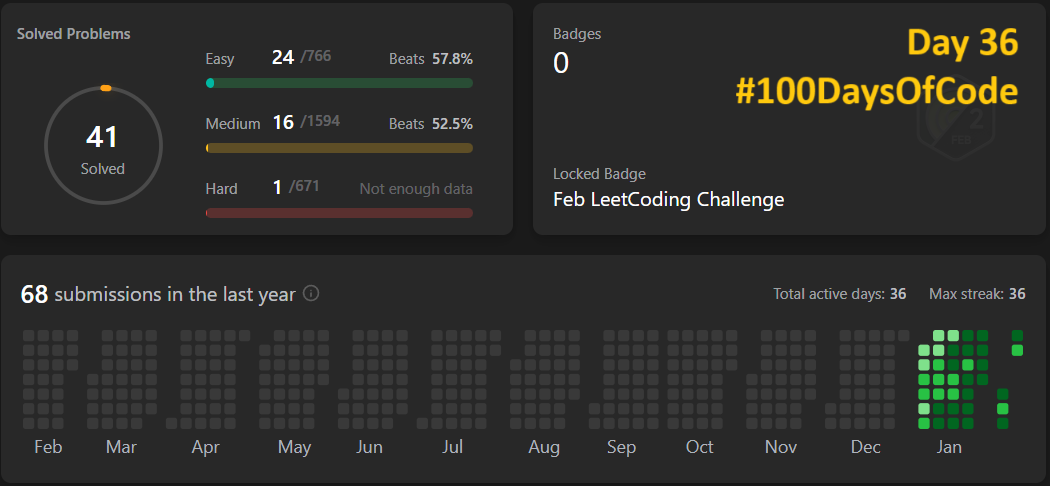 Solved Problems
41
Solved
Easy 24 /766 Beats 57.8%
Medium 16 /1594 Beats 52.5%
Hard 1 /671 Not enough data
Badges
0
Day 36
#100DaysOfCode
2
FEB
Locked Badge
Feb LeetCoding Challenge
68 submissions in the last year
Total active days: 36 Max streak: 36
Feb Mar Apr May Jun Jul Aug Sep Oct Nov Dec Jan